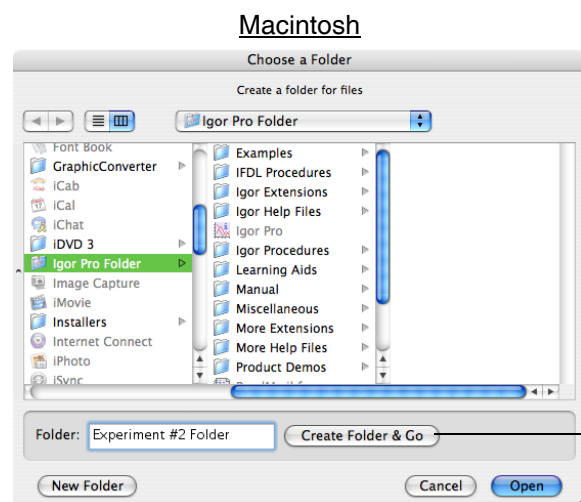 Macintosh
Choose a Folder
Create a folder for files
Igor Pro Folder
Font Book
GraphicConverter
iCab
iCal
iChat
iDVD 3
Igor Pro Folder
Image Capture
iMovie
Installers
Internet Connect
iPhoto
iSync
Examples
IFDL Procedures
Igor Extensions
Igor Help Files
Igor Pro
Igor Procedures
Learning Aids
Manual
Miscellaneous
More Extensions
More Help Files
Product Demos
Folder: Experiment #2 Folder Create Folder & Go
New Folder Cancel Open